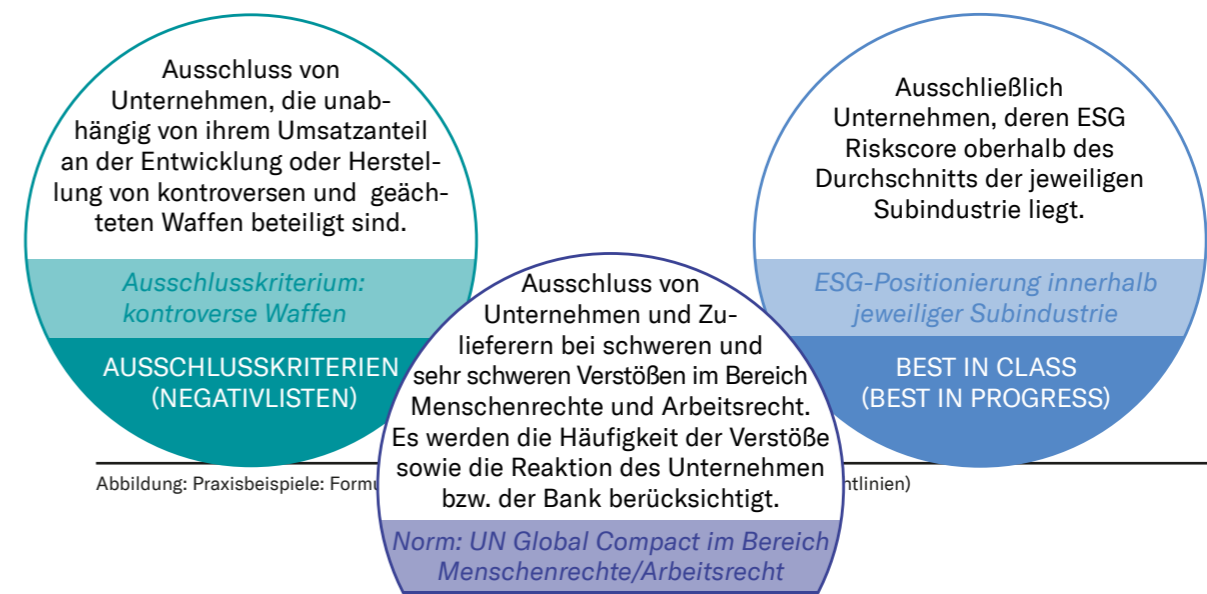 Ausschluss von
Unternehmen, die unab-
hängig von ihrem Umsatzanteil
an der Entwicklung oder Herstel-
lung von kontroversen und geäch-
teten Waffen beteiligt sind.
Ausschlusskriterium:
kontroverse Waffen
AUSSCHLUSSKRITERIEN
(NEGATIVLISTEN)
Ausschluss von
Unternehmen und Zu-
lieferern bei schweren und
sehr schweren Verstößen im Bereich
Menschenrechte und Arbeitsrecht.
Es werden die Häufigkeit der Verstöße
sowie die Reaktion des Unternehmen
bzw. der Bank berücksichtigt.
Norm: UN Global Compact im Bereich
Menschenrechte/Arbeitsrecht
Ausschließlich
Unternehmen, deren ESG
Riskscore oberhalb des
Durchschnitts der jeweiligen
Subindustrie liegt.
ESG-Positionierung innerhalb
jeweiliger Subindustrie
BEST IN CLASS
(BEST IN PROGRESS)
Abbildung: Praxisbeispiele: Formu ntlinien)